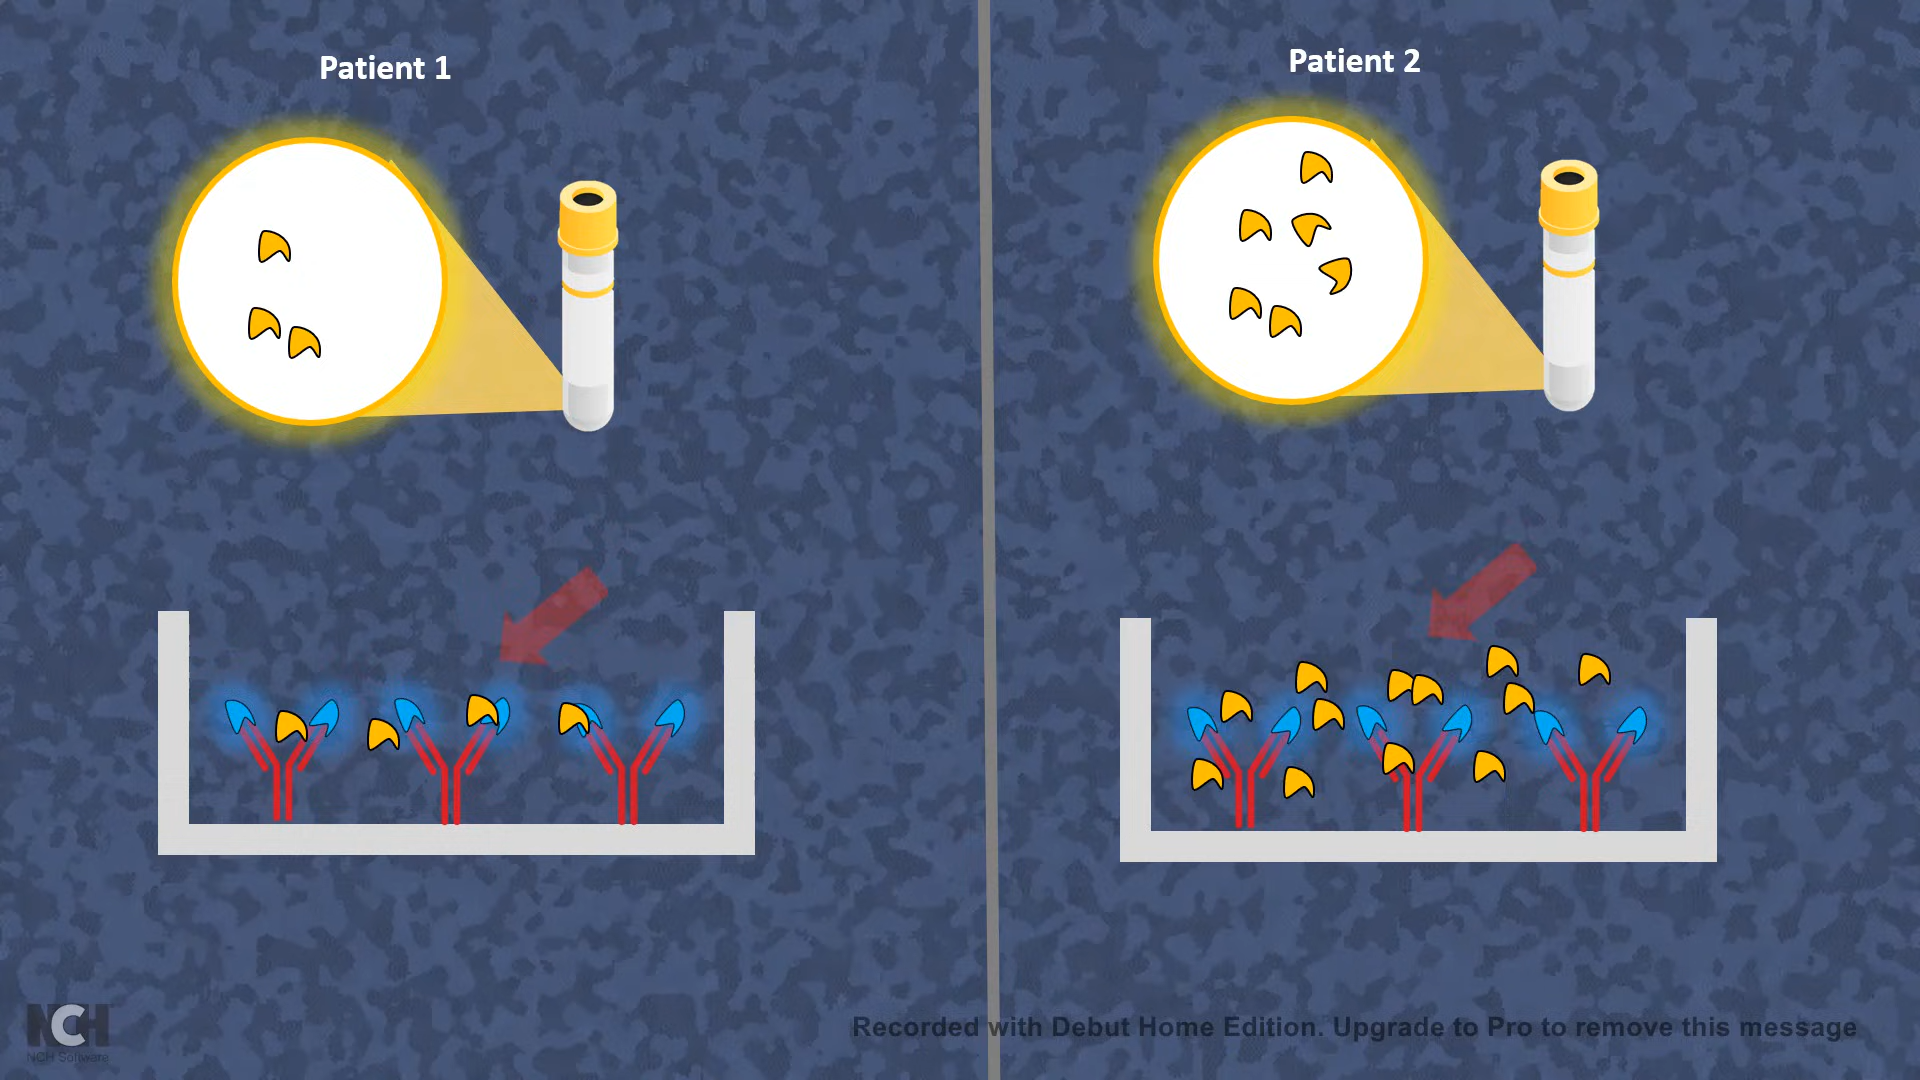 Patient 1
Patient 2
NCH
NCH Software
Recorded with Debut Home Edition. Upgrade to Pro to remove this message